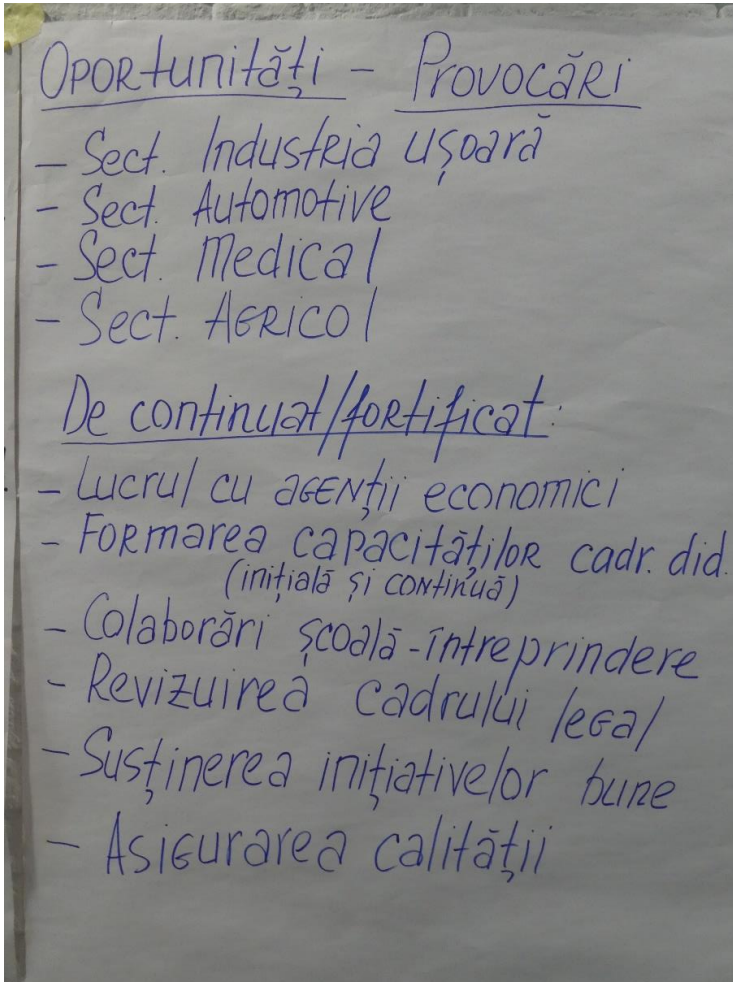 Oportunități - Provocări
- Sect. Industria ușoară
- Sect. Automotive
- Sect. Medical
- Sect. Agricol
De continuat/fortificat:
- Lucrul cu agenții economici
- Formarea capacităților cadr. did.
(inițială și continuă)
- Colaborări școală-întreprindere
- Revizuirea cadrului legal
- Susținerea inițiativelor bune
- Asigurarea calității